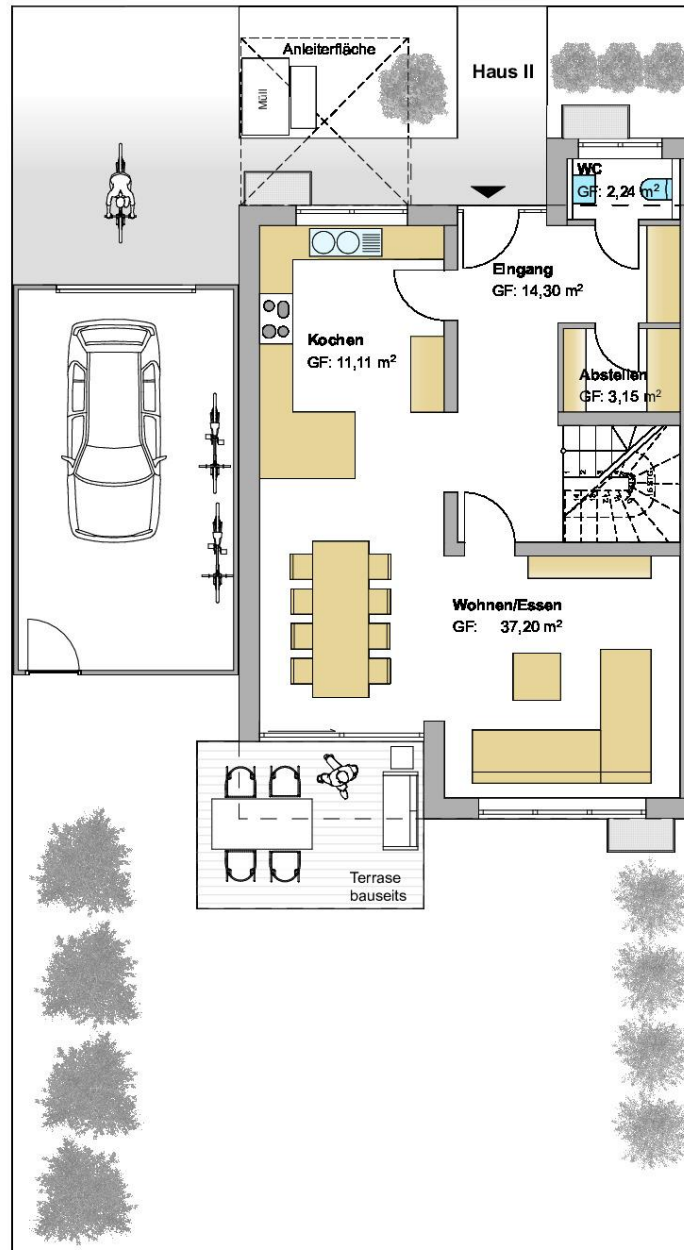 Anleiterfläche
Haus II
Müll
WC
GF: 2,24 m²
Eingang
GF: 14,30 m²
Kochen
GF: 11,11 m²
Abstellen
GF: 3,15 m²
Wohnen/Essen
GF: 37,20 m²
Terrase
bauseits